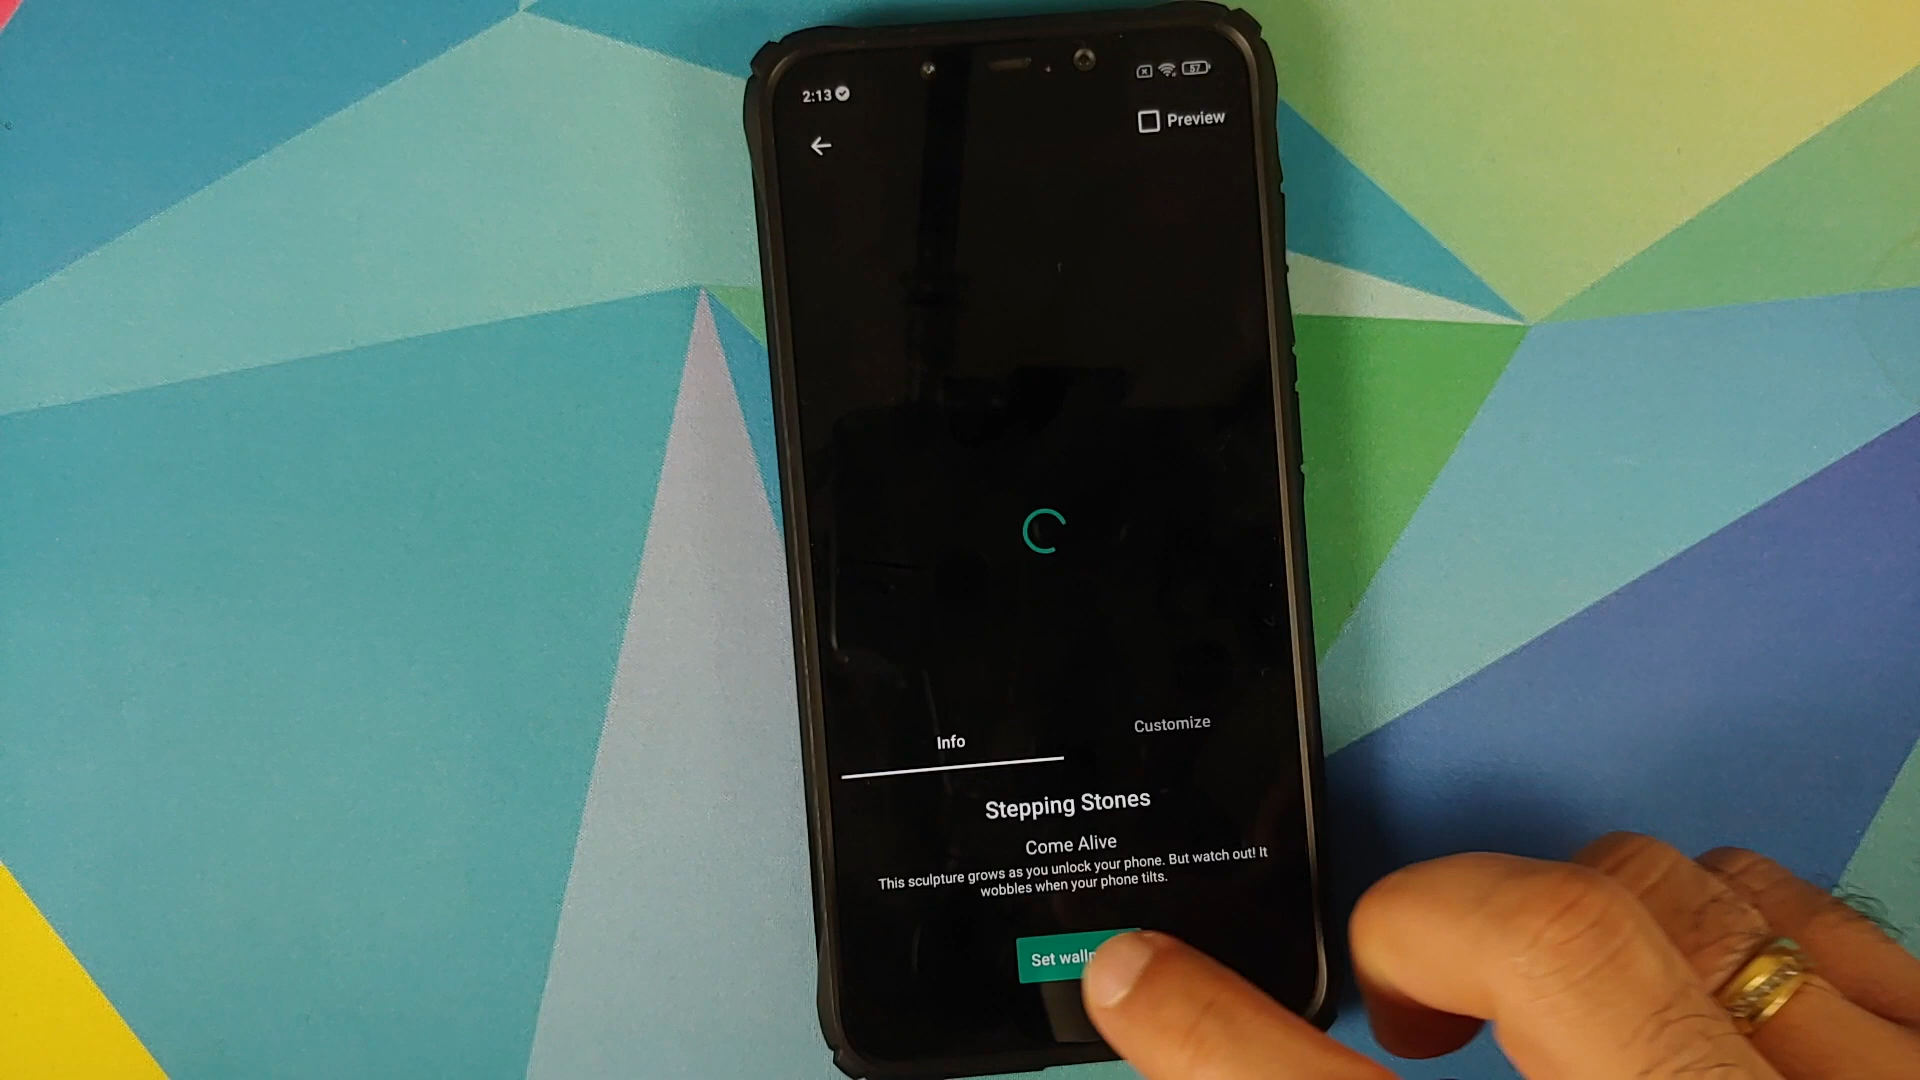 2:13
57
Preview
Info
Customize
Stepping Stones
Come Alive
This sculpture grows as you unlock your phone. But watch out! It
wobbles when your phone tilts.
Set